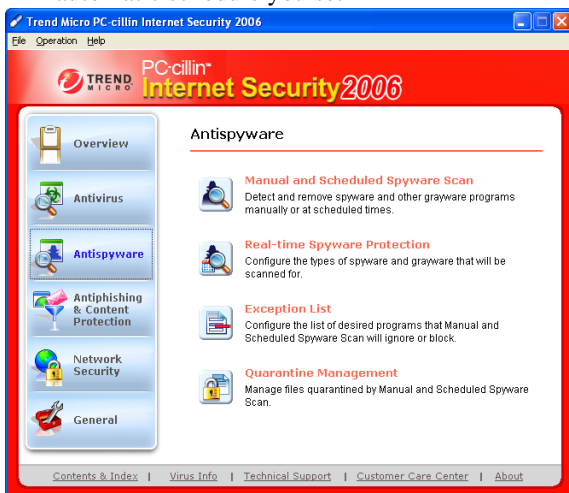 Trend Micro PC-cillin Internet Security 2006
File Operation Help
TREND MICRO
PC-cillin™
Internet Security 2006
Overview
Antivirus
Antispyware
Antiphishing
& Content
Protection
Network
Security
General
Antispyware
Manual and Scheduled Spyware Scan
Detect and remove spyware and other grayware programs
manually or at scheduled times.
Real-time Spyware Protection
Configure the types of spyware and grayware that will be
scanned for.
Exception List
Configure the list of desired programs that Manual and
Scheduled Spyware Scan will ignore or block.
Quarantine Management
Manage files quarantined by Manual and Scheduled Spyware
Scan.
Contents & Index | Virus Info | Technical Support | Customer Care Center | About